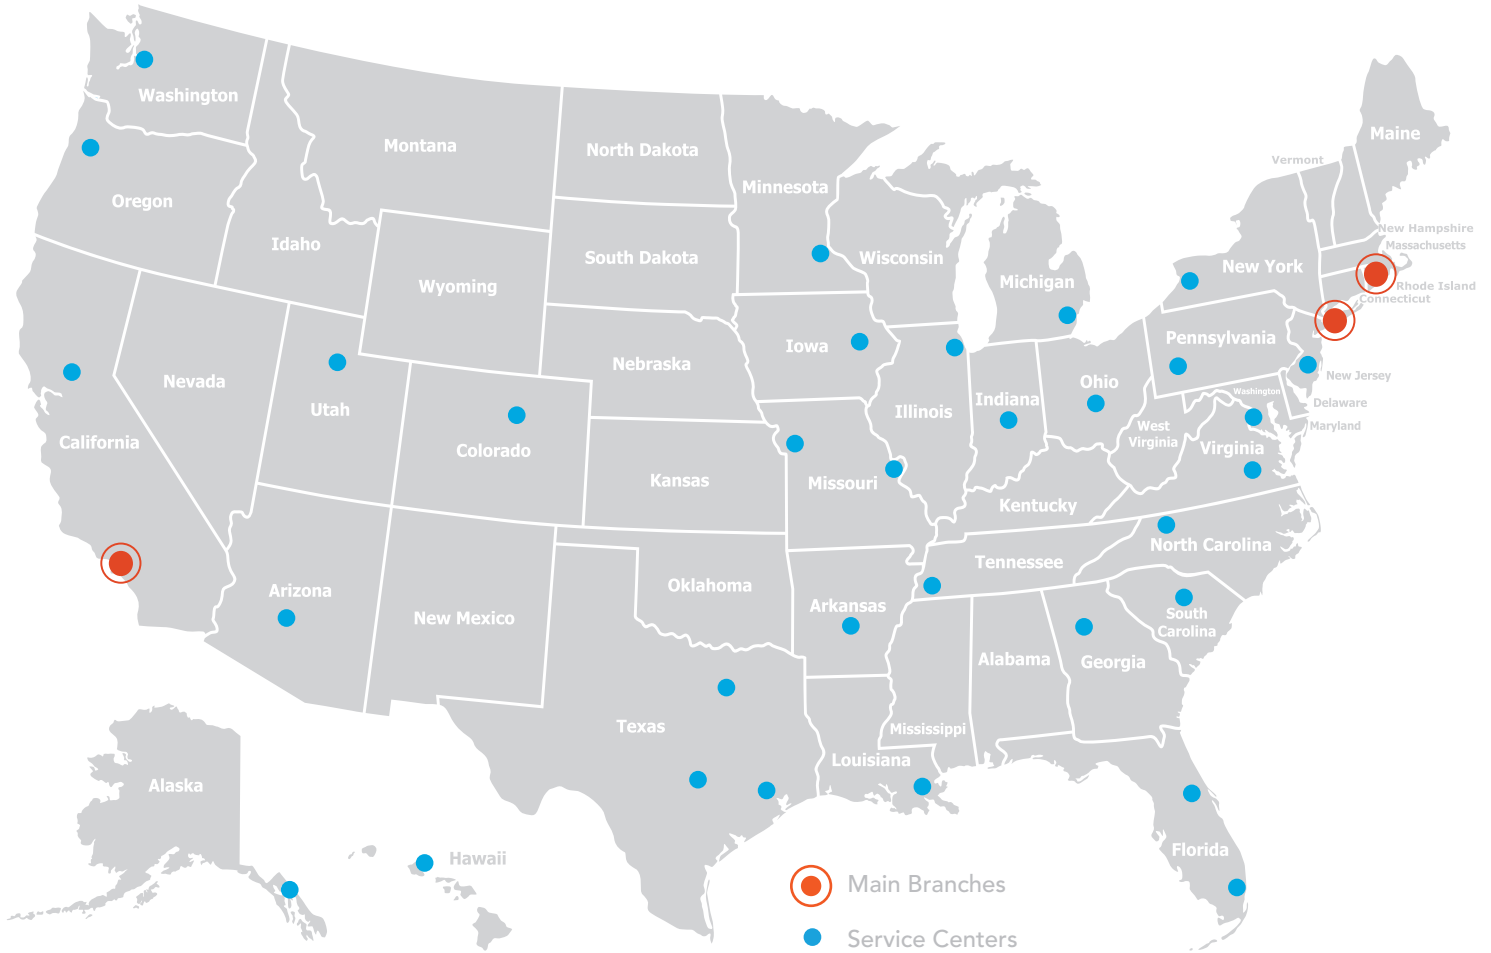 Washington
Montana
North Dakota
Minnesota
Maine
Vermont
Oregon
Idaho
Wyoming
South Dakota
Wisconsin
Michigan
New York
New Hampshire
Massachusetts
Rhode Island
Connecticut
Nevada
Utah
Nebraska
Iowa
Illinois
Indiana
Ohio
Pennsylvania
New Jersey
Washington
Delaware
Maryland
California
Colorado
Kansas
Missouri
Kentucky
West
Virginia
Virginia
Arizona
New Mexico
Oklahoma
Arkansas
Tennessee
North Carolina
South
Carolina
Texas
Louisiana
Mississippi
Alabama
Georgia
Florida
Alaska
Hawaii
Main Branches
Service Centers